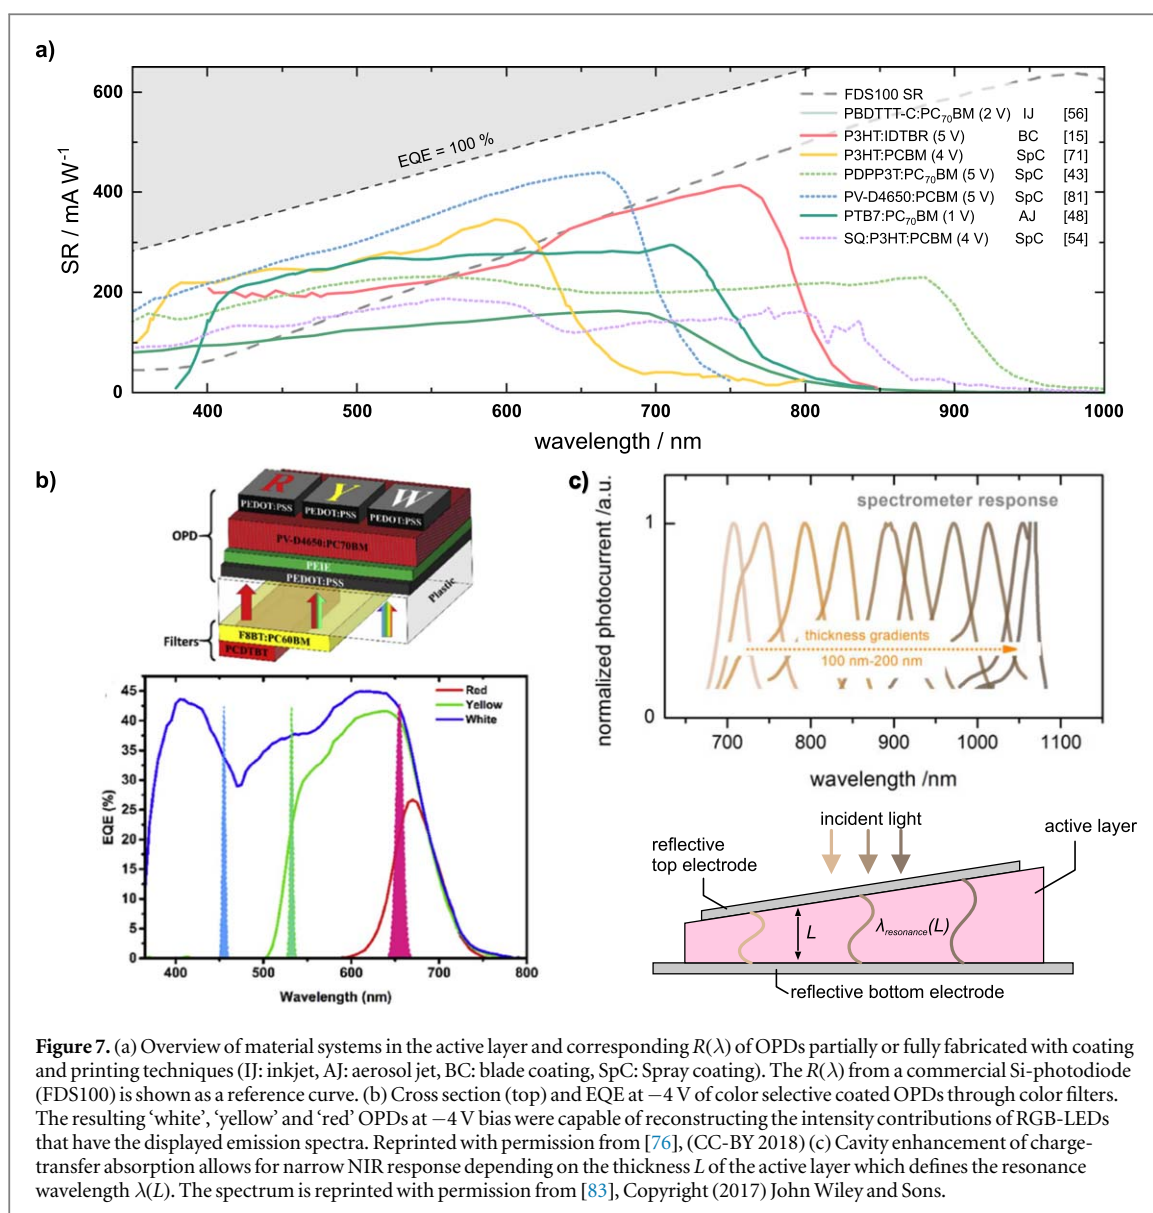 a)
SR / mA W⁻¹
600
400
200
0
EQE = 100 %
FDS100 SR
PBDTTT-C:PC₇₀BM (2 V) IJ [56]
P3HT:IDTBR (5 V) BC [15]
P3HT:PCBM (4 V) SpC [71]
PDPP3T:PC₇₀BM (5 V) SpC [43]
PV-D4650:PCBM (5 V) SpC [81]
PTB7:PC₇₀BM (1 V) AJ [48]
SQ:P3HT:PCBM (4 V) SpC [54]
400 500 600 700 800 900 1000
wavelength / nm
b)
R Y W
PEDOT:PSS PEDOT:PSS PEDOT:PSS
OPD
PV-D4650:PC70BM
PEIE
PEDOT:PSS
Plastic
Filters
F8BT:PC60BM
PCDTBT
EQE (%)
45
40
35
30
25
20
15
10
5
0
Red
Yellow
White
400 500 600 700 800
Wavelength (nm)
c)
normalized photocurrent /a.u.
1
0
spectrometer response
thickness gradients
100 nm-200 nm
700 800 900 1000 1100
wavelength /nm
incident light
reflective
top electrode
active layer
L
λresonance(L)
reflective bottom electrode
Figure 7. (a) Overview of material systems in the active layer and corresponding R(λ) of OPDs partially or fully fabricated with coating
and printing techniques (IJ: inkjet, AJ: aerosol jet, BC: blade coating, SpC: Spray coating). The R(λ) from a commercial Si-photodiode
(FDS100) is shown as a reference curve. (b) Cross section (top) and EQE at −4 V of color selective coated OPDs through color filters.
The resulting ‘white’, ‘yellow’ and ‘red’ OPDs at −4 V bias were capable of reconstructing the intensity contributions of RGB-LEDs
that have the displayed emission spectra. Reprinted with permission from [76], (CC-BY 2018) (c) Cavity enhancement of charge-
transfer absorption allows for narrow NIR response depending on the thickness L of the active layer which defines the resonance
wavelength λ(L). The spectrum is reprinted with permission from [83], Copyright (2017) John Wiley and Sons.